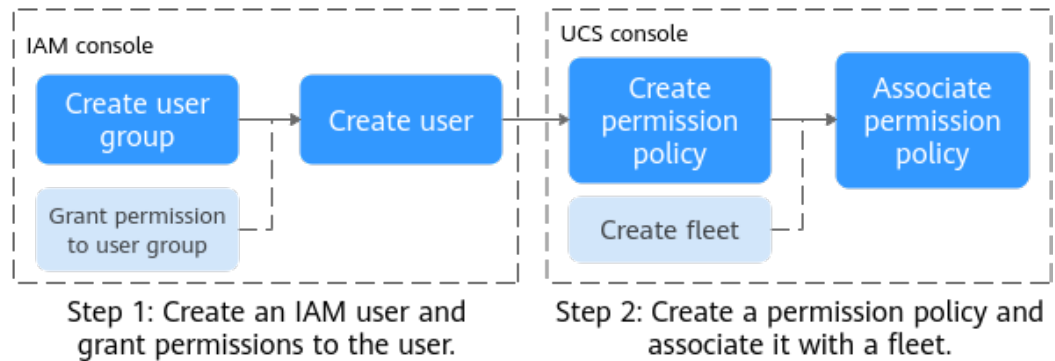 IAM console
Create user
group
Create user
Grant permission
to user group
Step 1: Create an IAM user and
grant permissions to the user.
UCS console
Create
permission
policy
Associate
permission
policy
Create fleet
Step 2: Create a permission policy and
associate it with a fleet.